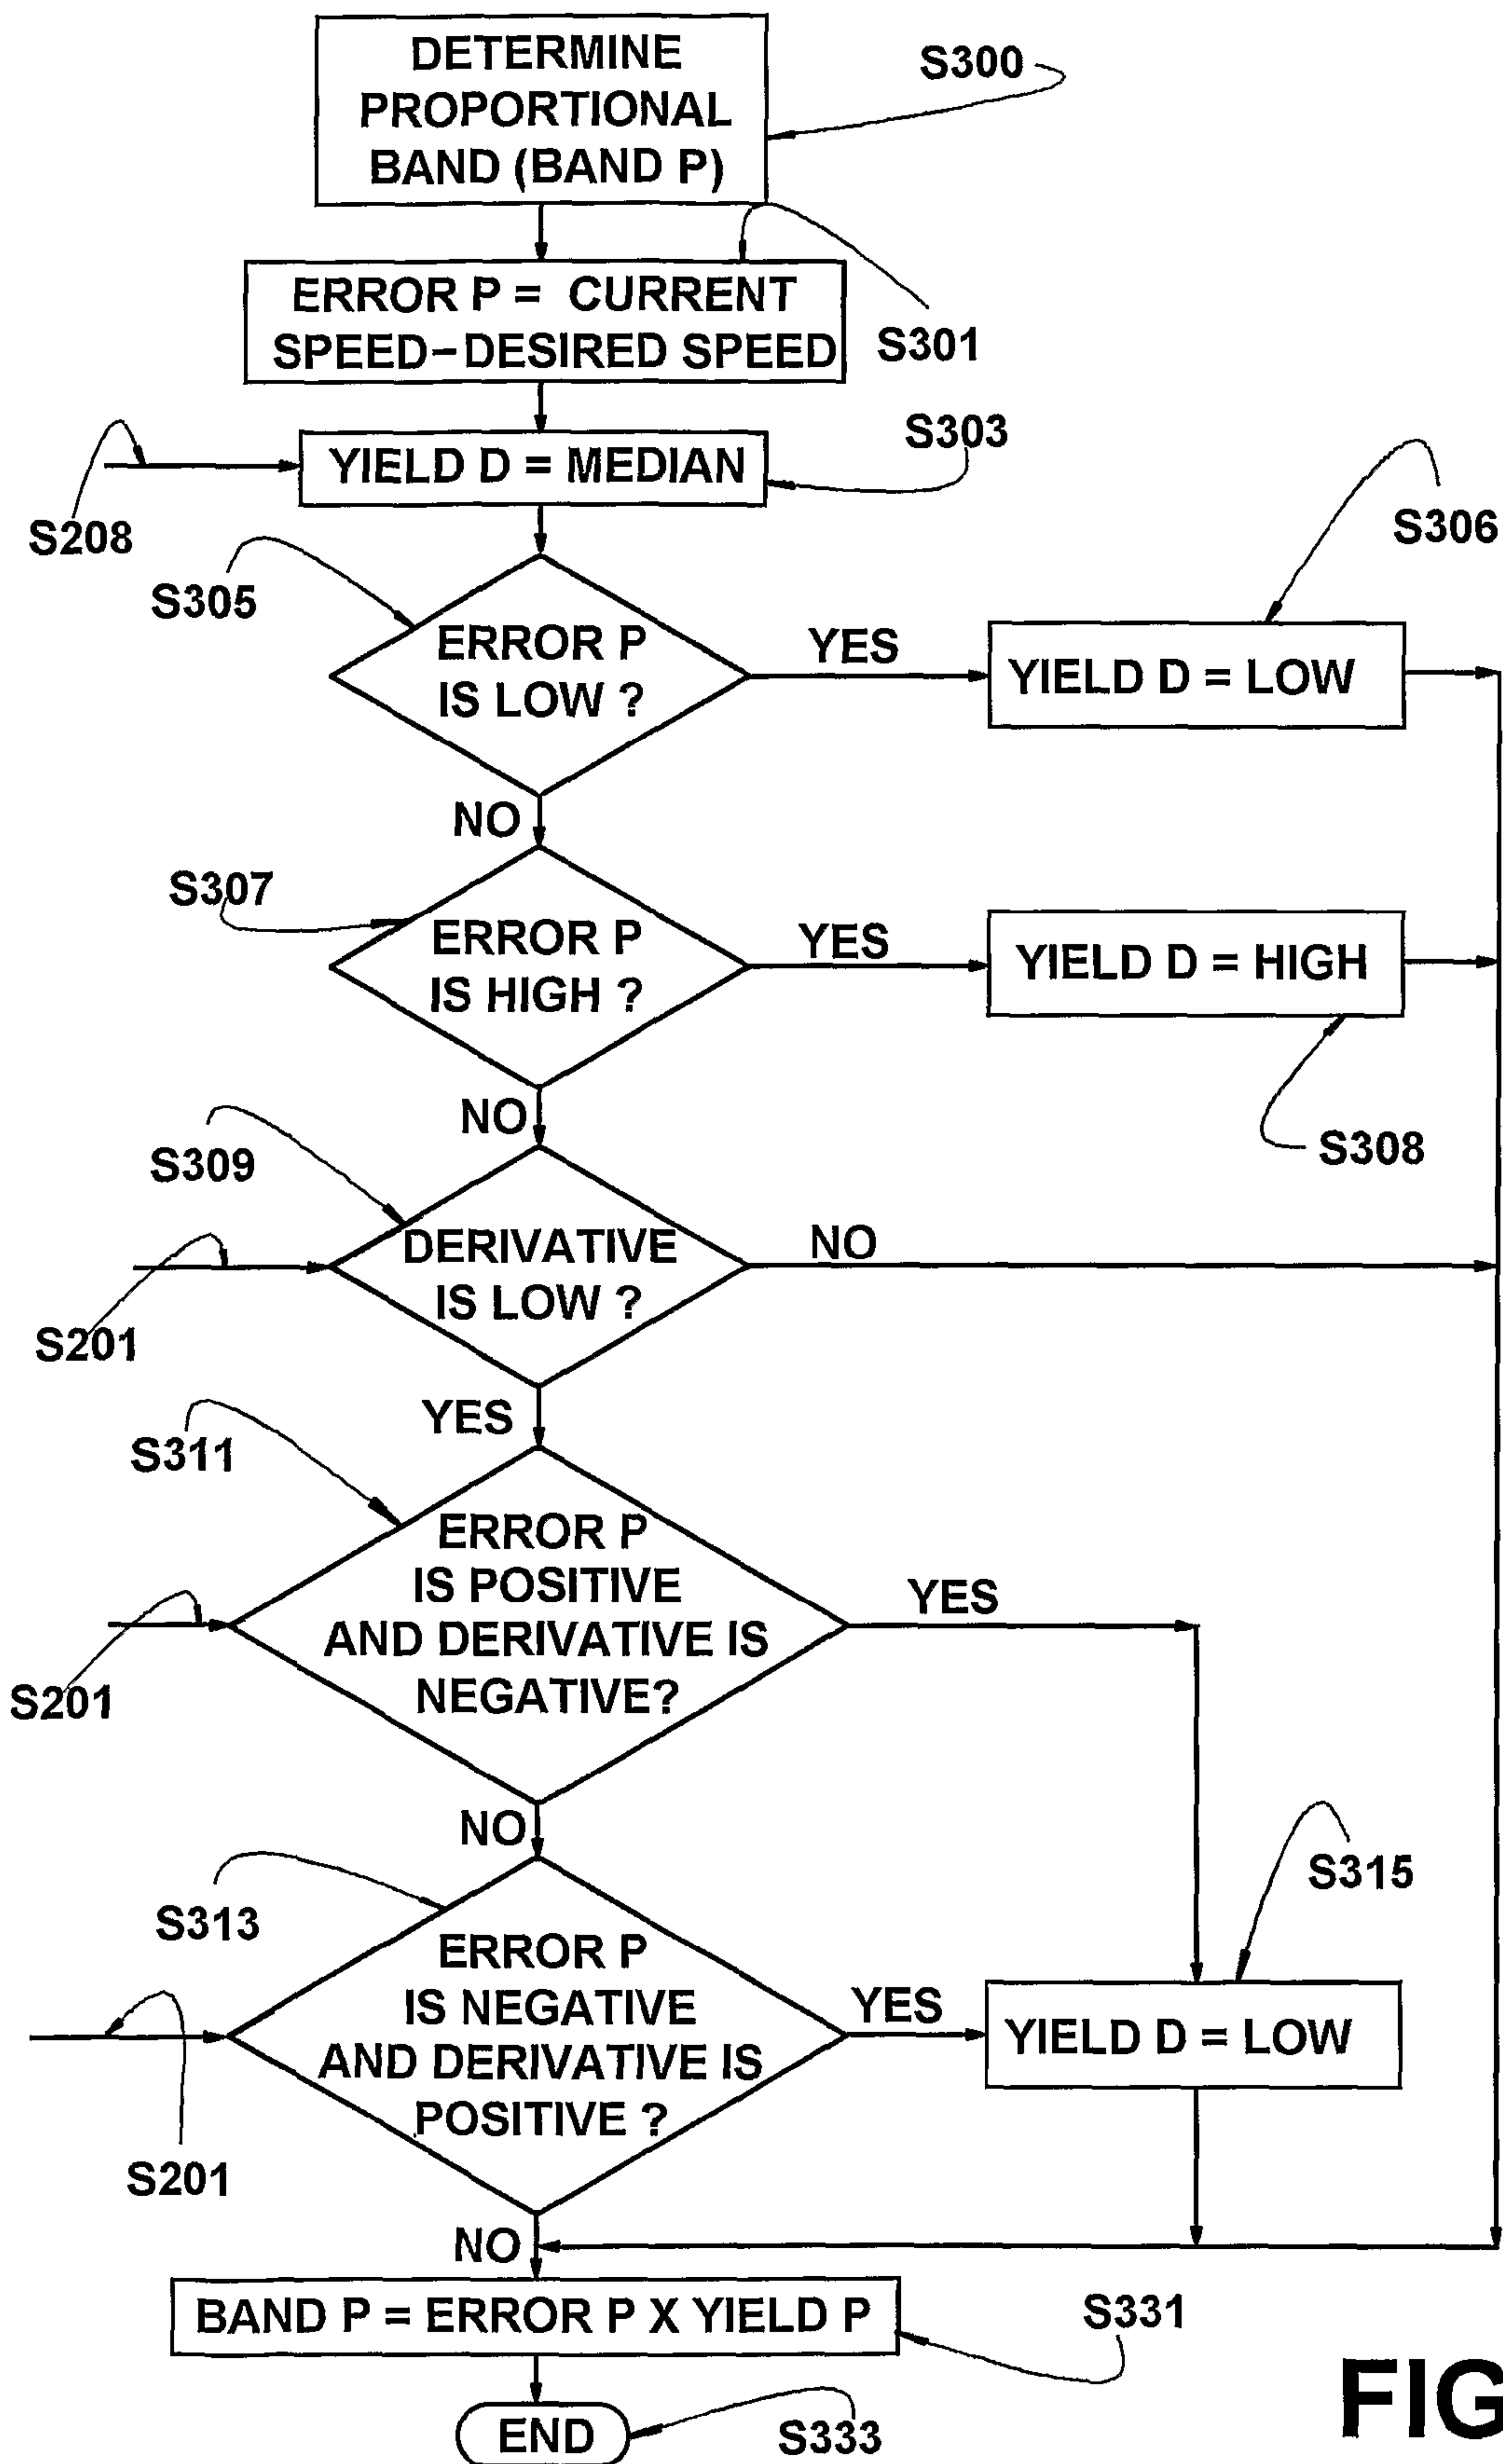 DETERMINE
PROPORTIONAL
BAND (BAND P)
S300
ERROR P = CURRENT
SPEED-DESIRED SPEED
S301
S303
YIELD D = MEDIAN
S208
S306
S305
ERROR P
IS LOW ?
YES
YIELD D = LOW
NO
S307
ERROR P
IS HIGH ?
YES
YIELD D = HIGH
NO
S308
S309
DERIVATIVE
IS LOW ?
NO
S201
YES
S311
ERROR P
IS POSITIVE
AND DERIVATIVE IS
NEGATIVE?
YES
S201
NO
S315
S313
ERROR P
IS NEGATIVE
AND DERIVATIVE IS
POSITIVE ?
YES
YIELD D = LOW
S201
NO
BAND P = ERROR P X YIELD P
S331
END
S333
FIG